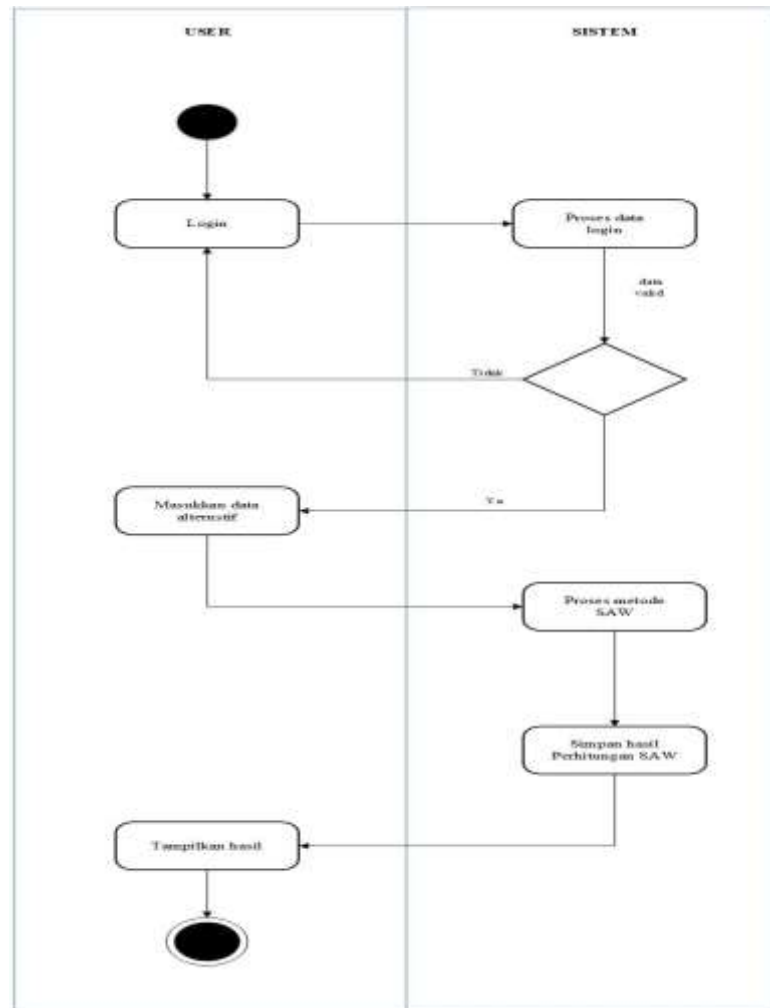 USER
SISTEM
Login
Proses data
login
data
valid
Tidak
Masukkan data
alternatif
Ya
Proses metode
SAW
Simpan hasil
Perhitungan SAW
Tampilkan hasil